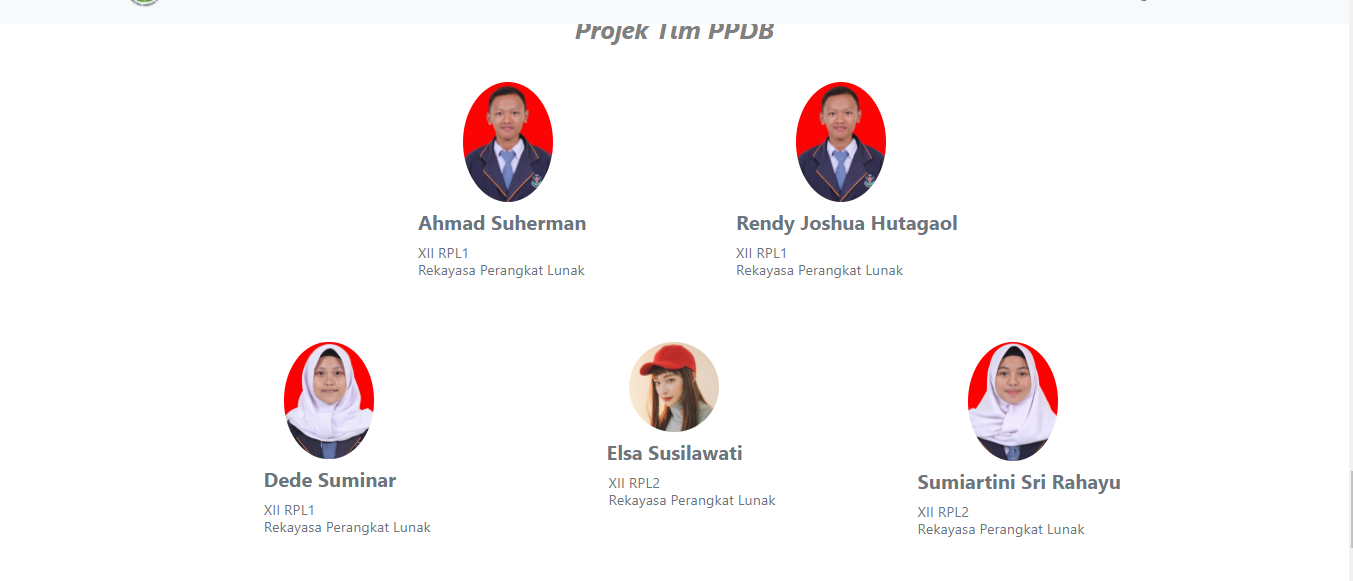 Projek Tim PPDB
Ahmad Suherman
XII RPL1
Rekayasa Perangkat Lunak
Rendy Joshua Hutagaol
XII RPL1
Rekayasa Perangkat Lunak
Dede Suminar
XII RPL1
Rekayasa Perangkat Lunak
Elsa Susilawati
XII RPL2
Rekayasa Perangkat Lunak
Sumiartini Sri Rahayu
XII RPL2
Rekayasa Perangkat Lunak